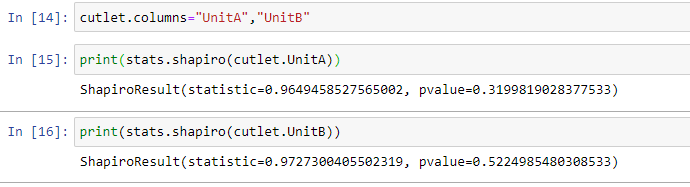 In [14]: cutlet.columns="UnitA","UnitB"
In [15]: print(stats.shapiro(cutlet.UnitA))
ShapiroResult(statistic=0.9649458527565002, pvalue=0.3199819028377533)
In [16]: print(stats.shapiro(cutlet.UnitB))
ShapiroResult(statistic=0.9727300405502319, pvalue=0.5224985480308533)